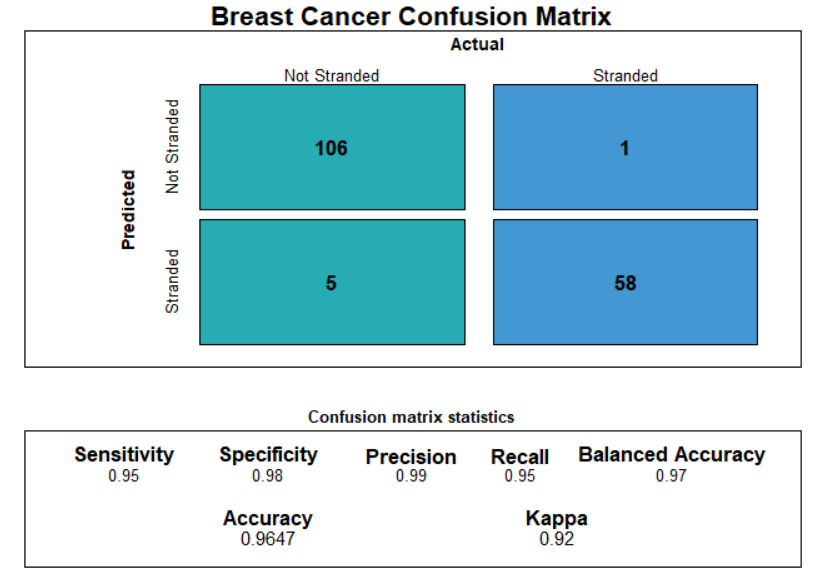 Breast Cancer Confusion Matrix
Actual
Not Stranded Stranded
Predicted
Not Stranded 106 1
Stranded 5 58
Confusion matrix statistics
Sensitivity Specificity Precision Recall Balanced Accuracy
0.95 0.98 0.99 0.95 0.97
Accuracy Kappa
0.9647 0.92